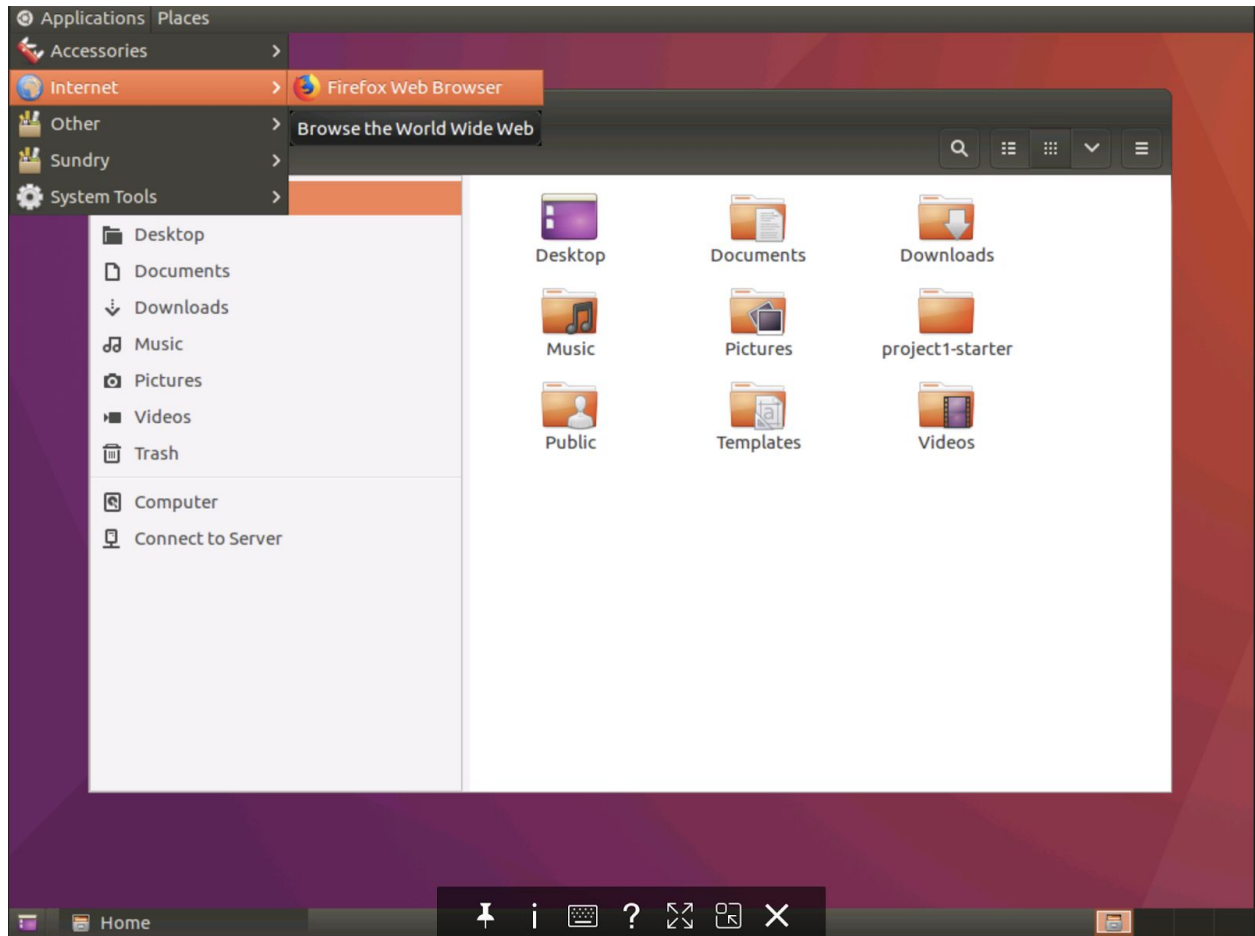 Applications Places
Accessories
Internet
Firefox Web Browser
Other
Browse the World Wide Web
Sundry
System Tools
Desktop
Documents
Downloads
Music
Pictures
Videos
Trash
Computer
Connect to Server
Desktop
Documents
Downloads
Music
Pictures
project1-starter
Public
Templates
Videos
Home